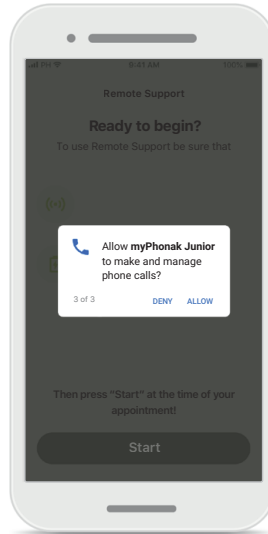 PH 9:41 AM 100%
Remote Support
Ready to begin?
To use Remote Support be sure that
Allow myPhonak Junior
to make and manage
phone calls?
3 of 3 DENY ALLOW
Then press "Start" at the time of your
appointment!
Start